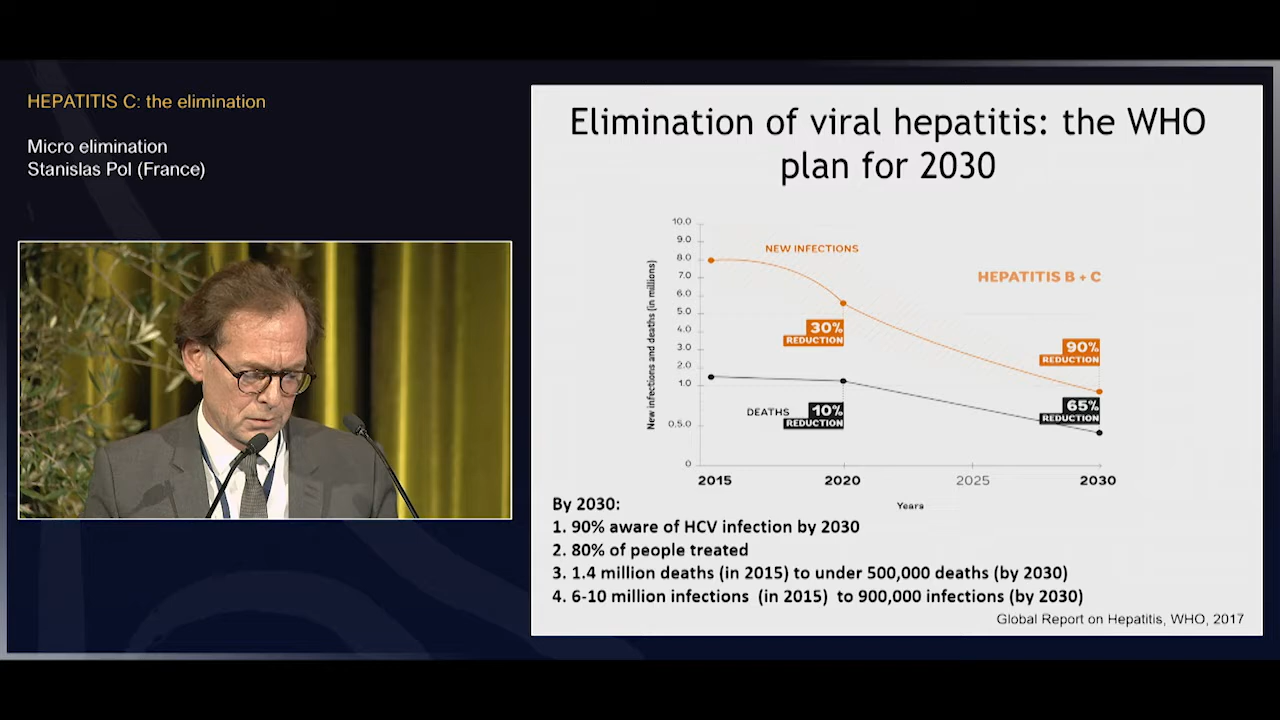 HEPATITIS C: the elimination
Micro elimination
Stanislas Pol (France)
Elimination of viral hepatitis: the WHO
plan for 2030
10.0
9.0
8.0
7.0
6.0
5.0
4.0
3.0
2.0
1.0
0.5.0
0
New infections and deaths (in millions)
NEW INFECTIONS
HEPATITIS B + C
30%
REDUCTION
90%
REDUCTION
DEATHS
10%
REDUCTION
65%
REDUCTION
2015 2020 2025 2030
Years
By 2030:
1. 90% aware of HCV infection by 2030
2. 80% of people treated
3. 1.4 million deaths (in 2015) to under 500,000 deaths (by 2030)
4. 6-10 million infections (in 2015) to 900,000 infections (by 2030)
Global Report on Hepatitis, WHO, 2017